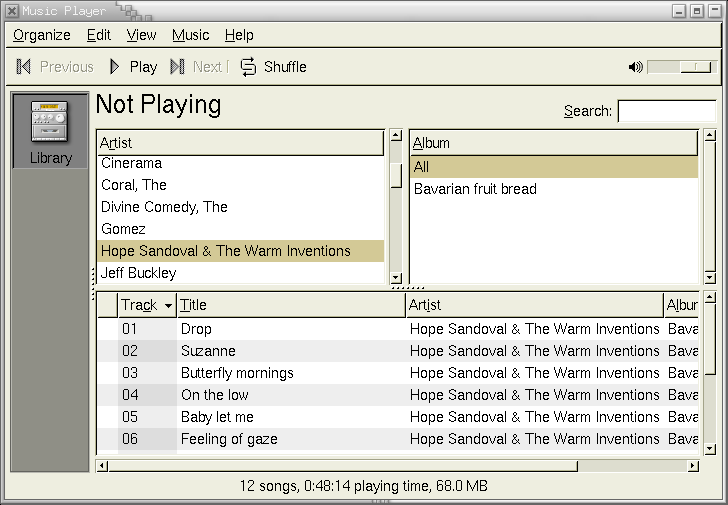 Music Player
Organize Edit View Music Help
Previous Play Next Shuffle
Not Playing
Search:
Library
Artist
Cinerama
Coral, The
Divine Comedy, The
Gomez
Hope Sandoval & The Warm Inventions
Jeff Buckley
Album
All
Bavarian fruit bread
Track Title Artist Albur
01 Drop Hope Sandoval & The Warm Inventions Bava
02 Suzanne Hope Sandoval & The Warm Inventions Bava
03 Butterfly mornings Hope Sandoval & The Warm Inventions Bava
04 On the low Hope Sandoval & The Warm Inventions Bava
05 Baby let me Hope Sandoval & The Warm Inventions Bava
06 Feeling of gaze Hope Sandoval & The Warm Inventions Bava
12 songs, 0:48:14 playing time, 68.0 MB